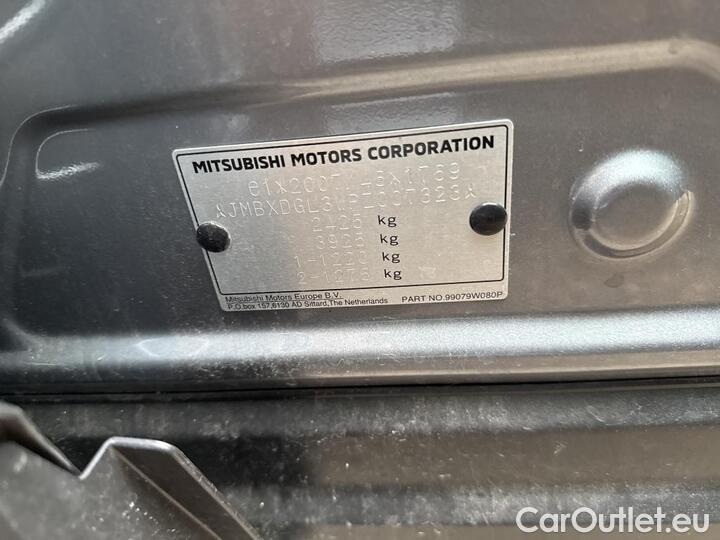 MITSUBISHI MOTORS CORPORATION
2425 kg
3925 kg
1-1220 kg
2-1275 kg
Mitsubishi Motors Europe B.V.
P.O.box 157,6130 AD Sittard,The Netherlands
PART NO.99079W080P
CarOutlet.eu